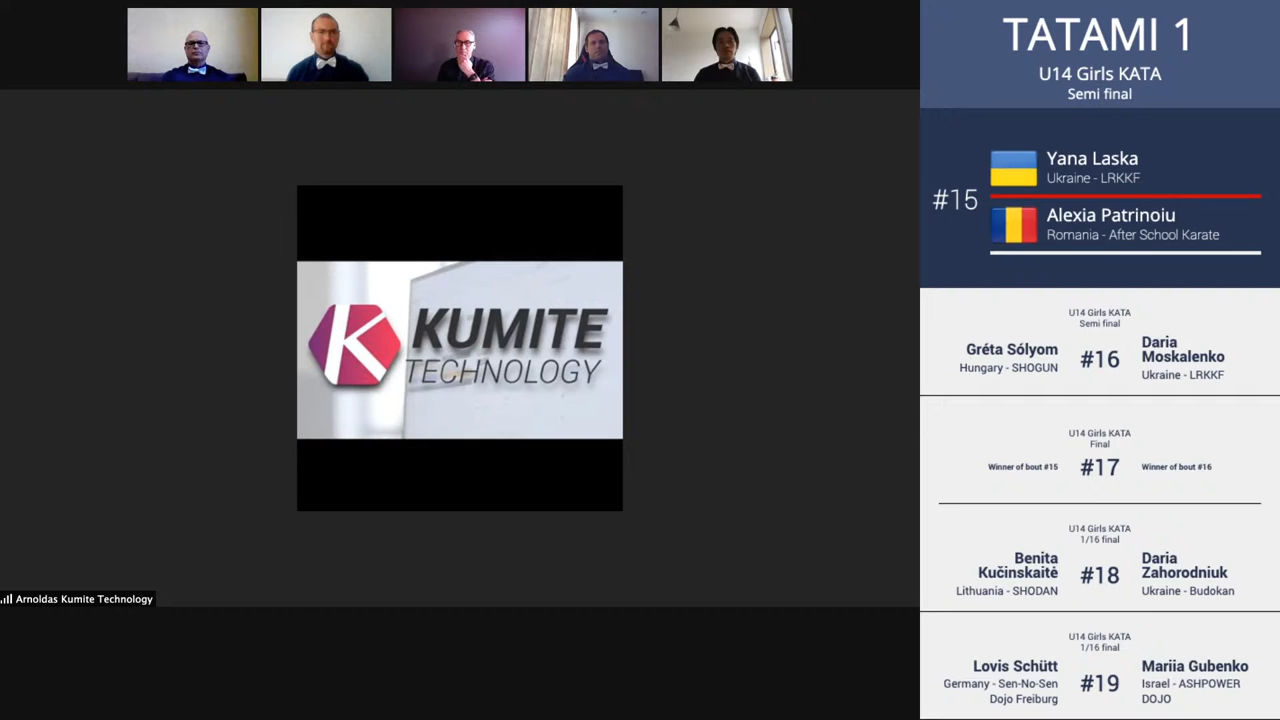 TATAMI 1
U14 Girls KATA
Semi final
#15
Yana Laska
Ukraine - LRKKF
Alexia Patrinoiu
Romania - After School Karate
K KUMITE
TECHNOLOGY
U14 Girls KATA
Semi final
Gréta Sólyom
Hungary - SHOGUN
#16
Daria
Moskalenko
Ukraine - LRKKF
U14 Girls KATA
Final
Winner of bout #15
#17
Winner of bout #16
U14 Girls KATA
1/16 final
Benita
Kučinskaitė
Lithuania - SHODAN
#18
Daria
Zahorodniuk
Ukraine - Budokan
U14 Girls KATA
1/16 final
Lovis Schütt
Germany - Sen-No-Sen
Dojo Freiburg
#19
Mariia Gubenko
Israel - ASHPOWER
DOJO
Arnoldas Kumite Technology